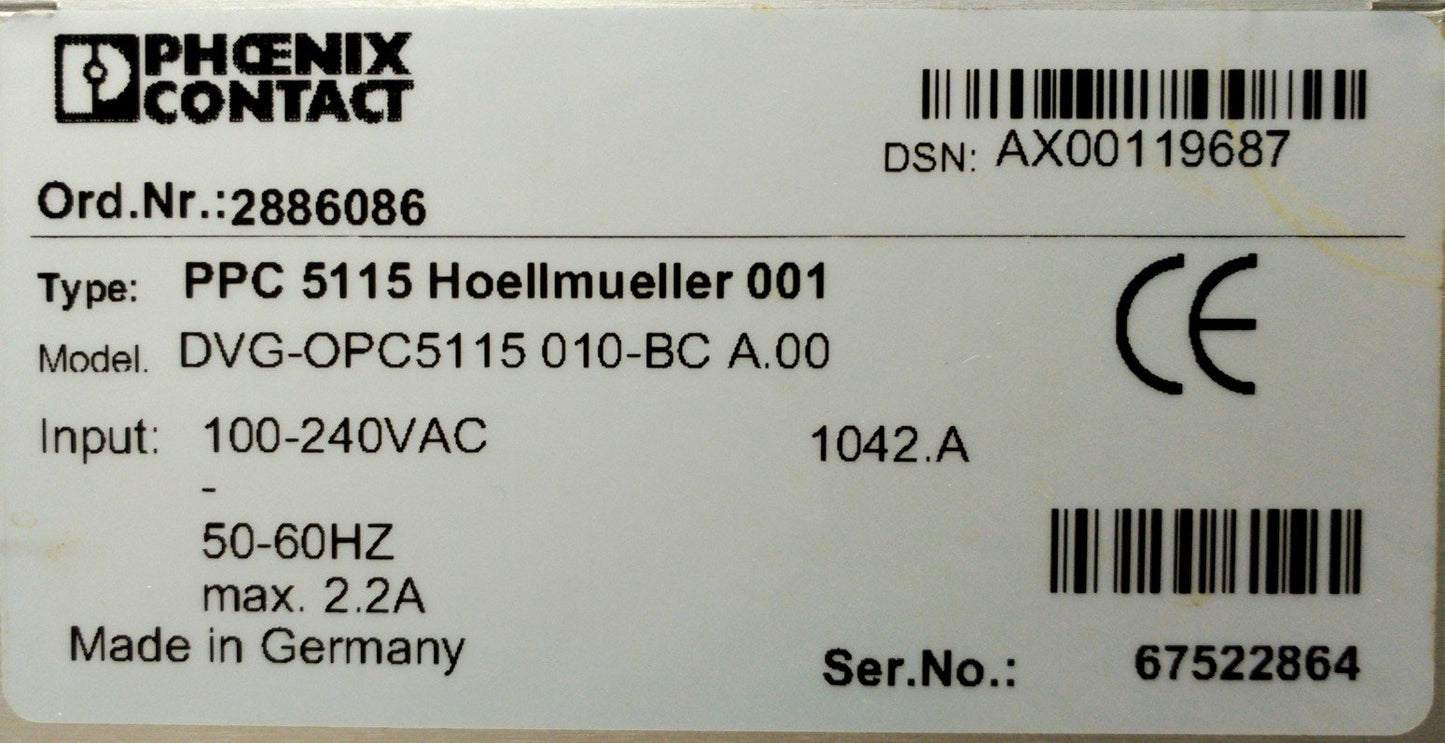 PHŒNIX
CONTACT
DSN: AX00119687
Ord.Nr.:2886086
Type: PPC 5115 Hoellmueller 001
Model. DVG-OPC5115 010-BC A.00
CE
Input: 100-240VAC
1042.A
-
50-60HZ
max. 2.2A
Made in Germany
Ser.No.: 67522864